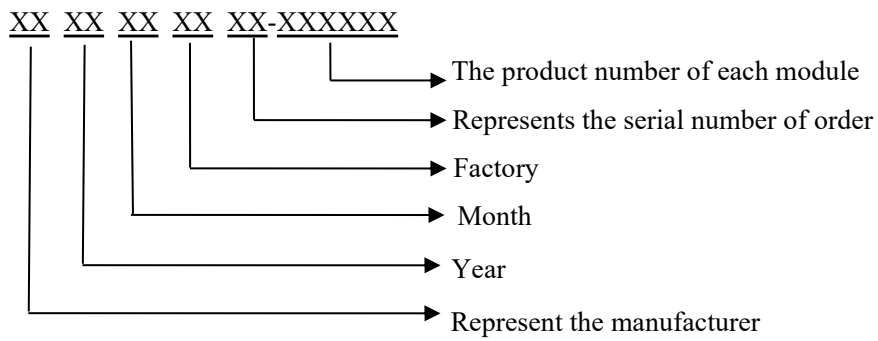 XX XX XX XX XX-XXXXXX
The product number of each module
Represents the serial number of order
Factory
Month
Year
Represent the manufacturer